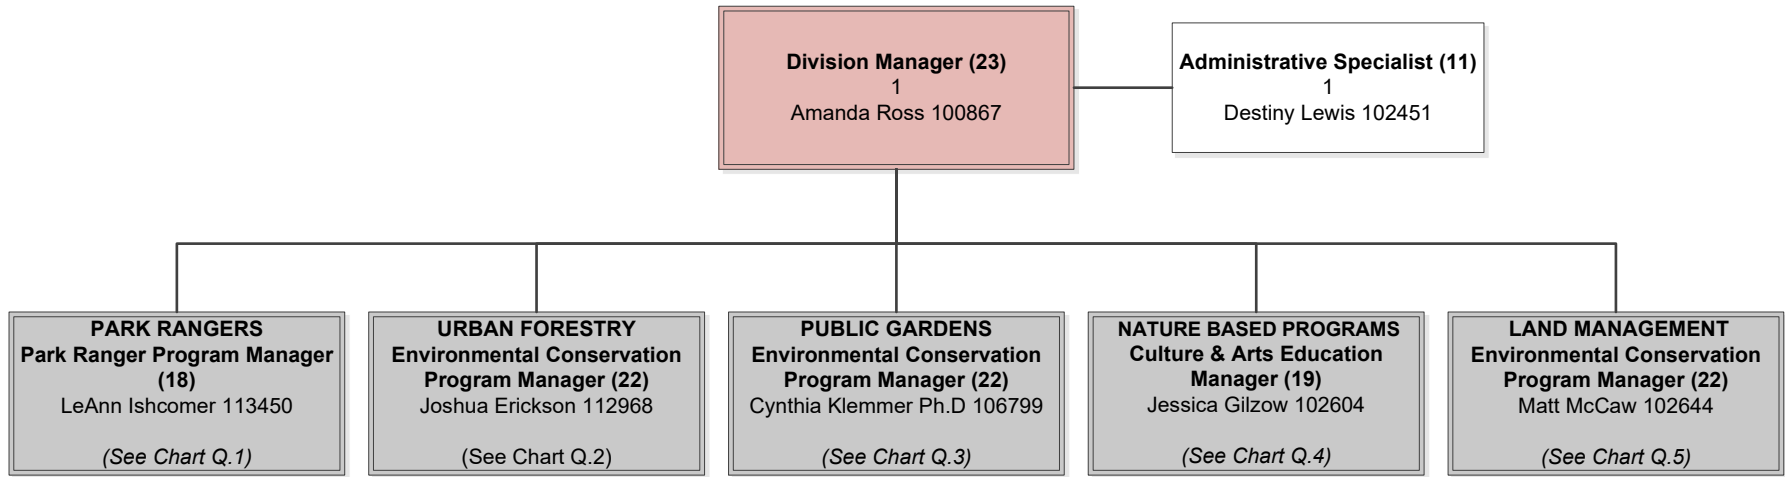 Division Manager (23)
1
Amanda Ross 100867
Administrative Specialist (11)
1
Destiny Lewis 102451
PARK RANGERS
Park Ranger Program Manager
(18)
LeAnn Ishcomer 113450
(See Chart Q.1)
URBAN FORESTRY
Environmental Conservation
Program Manager (22)
Joshua Erickson 112968
(See Chart Q.2)
PUBLIC GARDENS
Environmental Conservation
Program Manager (22)
Cynthia Klemmer Ph.D 106799
(See Chart Q.3)
NATURE BASED PROGRAMS
Culture & Arts Education
Manager (19)
Jessica Gilzow 102604
(See Chart Q.4)
LAND MANAGEMENT
Environmental Conservation
Program Manager (22)
Matt McCaw 102644
(See Chart Q.5)